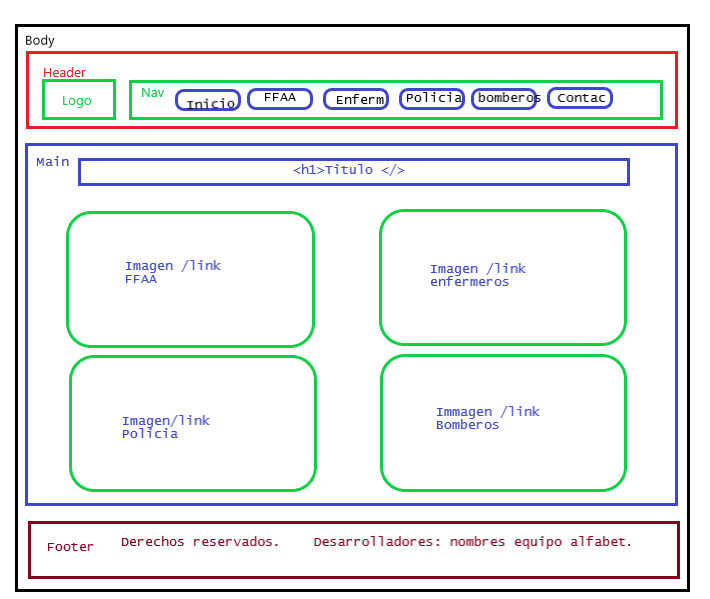 Body
Header
Logo
Nav
Inicio
FFAA
Enferm
Policia
bomberos
Contac
Main
<h1>Titulo </>
Imagen /link
FFAA
Imagen /link
enfermeros
Imagen/link
Policia
Immagen /link
Bomberos
Footer
Derechos reservados.
Desarrolladores: nombres equipo alfabet.